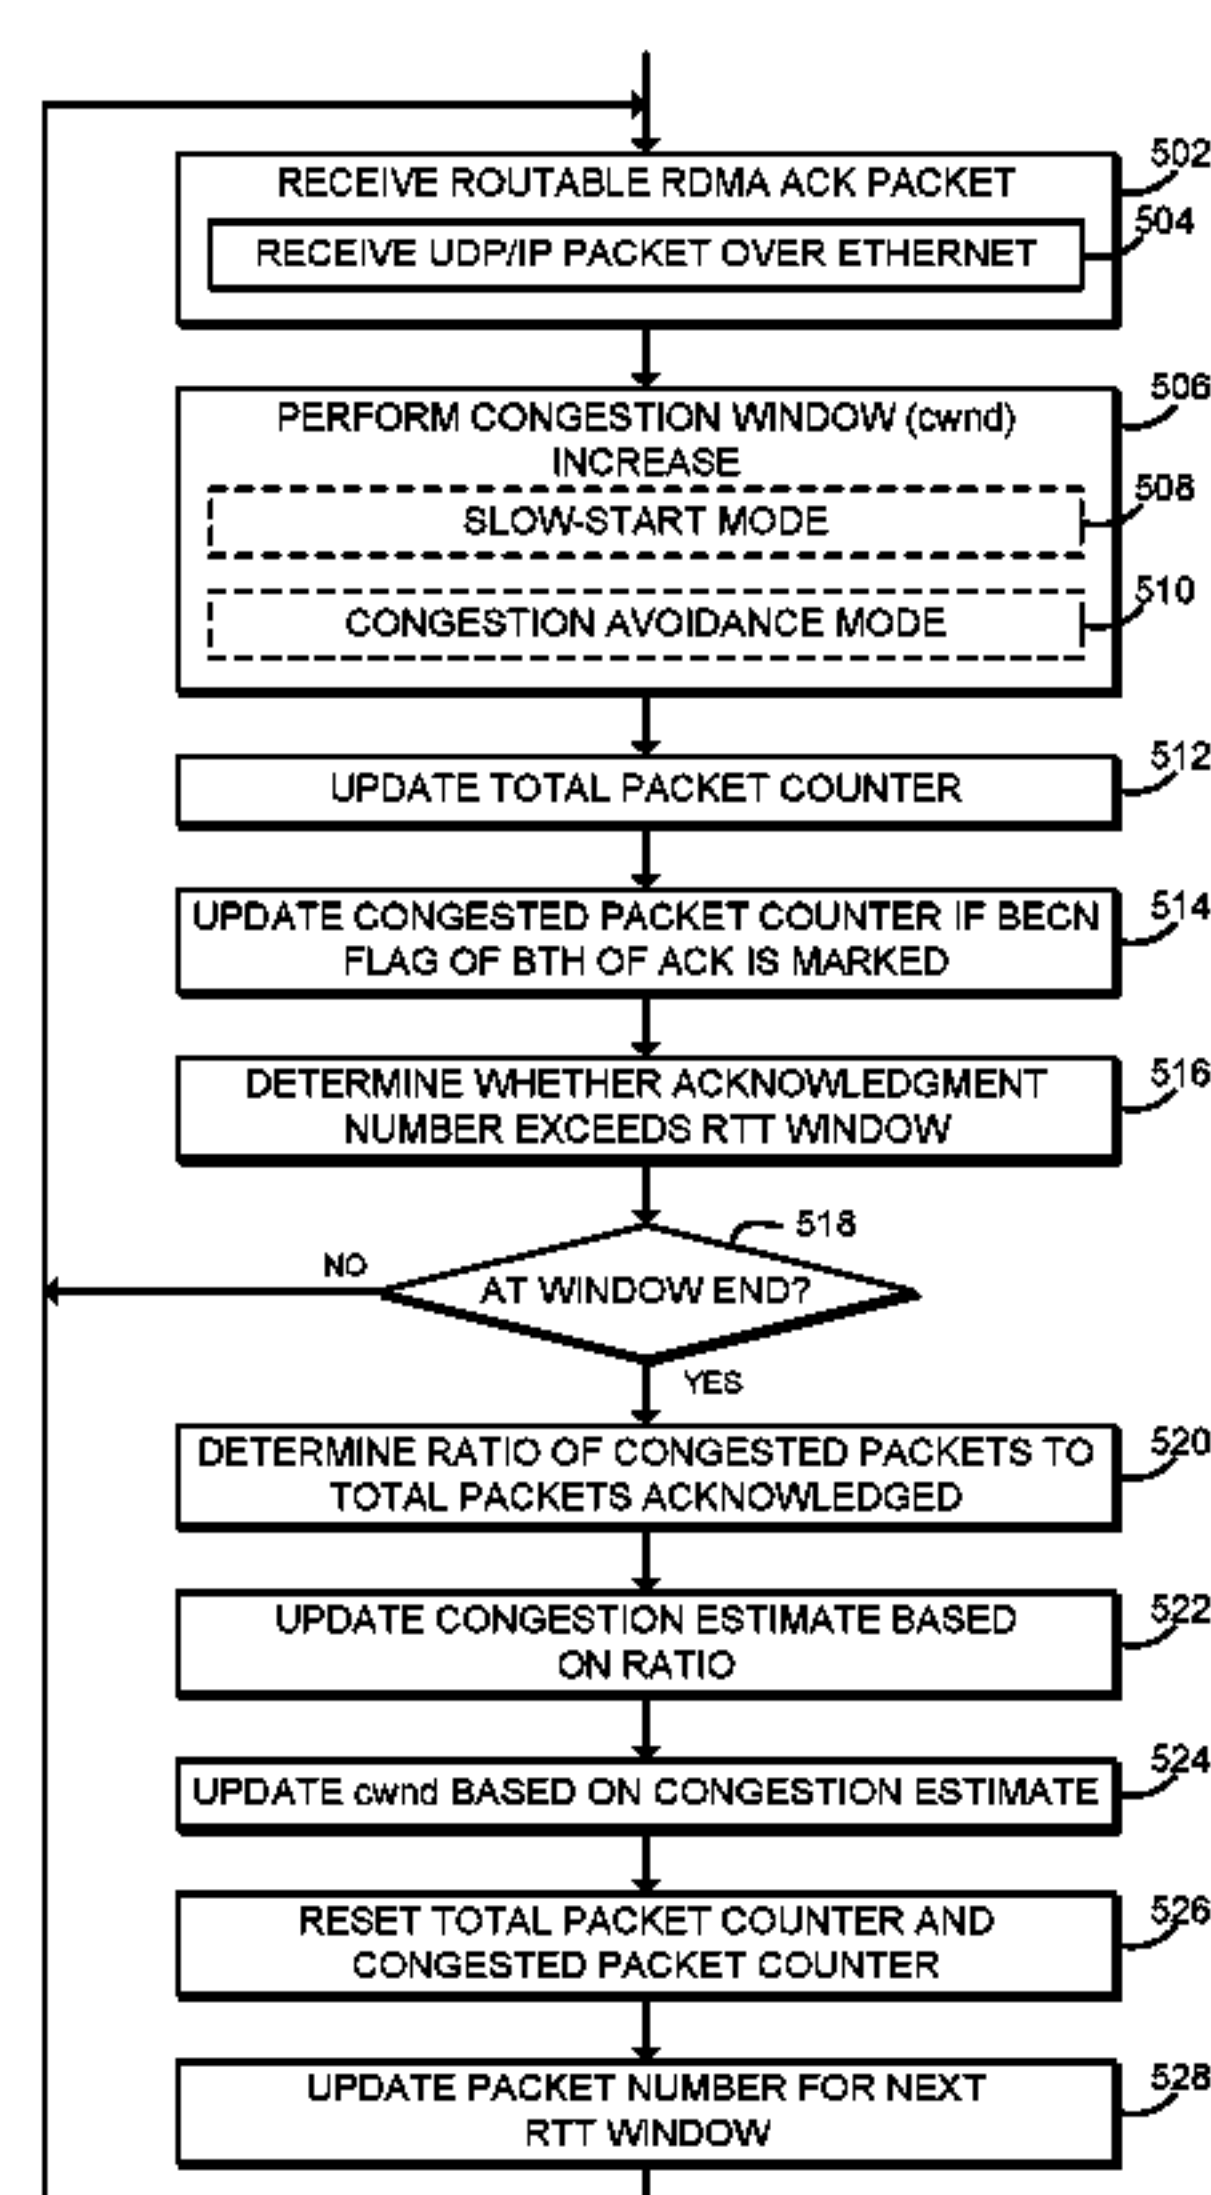 502
RECEIVE ROUTABLE RDMA ACK PACKET
504
RECEIVE UDP/IP PACKET OVER ETHERNET
506
PERFORM CONGESTION WINDOW (cwnd)
INCREASE
508
SLOW-START MODE
510
CONGESTION AVOIDANCE MODE
512
UPDATE TOTAL PACKET COUNTER
514
UPDATE CONGESTED PACKET COUNTER IF BECN
FLAG OF BTH OF ACK IS MARKED
516
DETERMINE WHETHER ACKNOWLEDGMENT
NUMBER EXCEEDS RTT WINDOW
518
NO
AT WINDOW END?
YES
520
DETERMINE RATIO OF CONGESTED PACKETS TO
TOTAL PACKETS ACKNOWLEDGED
522
UPDATE CONGESTION ESTIMATE BASED
ON RATIO
524
UPDATE cwnd BASED ON CONGESTION ESTIMATE
526
RESET TOTAL PACKET COUNTER AND
CONGESTED PACKET COUNTER
528
UPDATE PACKET NUMBER FOR NEXT
RTT WINDOW